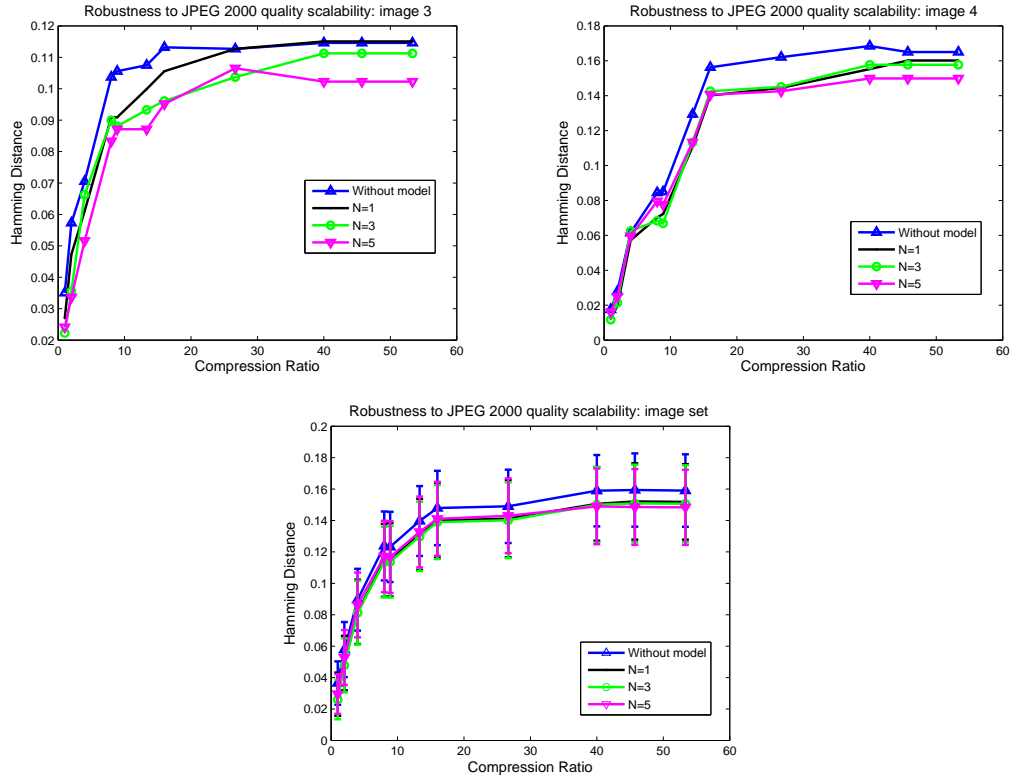 Robustness to JPEG 2000 quality scalability: image 3
0.12
0.11
0.1
0.09
0.08
0.07
0.06
0.05
0.04
0.03
0.02
Hamming Distance
Without model
N=1
N=3
N=5
0 10 20 30 40 50 60
Compression Ratio
Robustness to JPEG 2000 quality scalability: image 4
0.18
0.16
0.14
0.12
0.1
0.08
0.06
0.04
0.02
0
Hamming Distance
Without model
N=1
N=3
N=5
0 10 20 30 40 50 60
Compression Ratio
Robustness to JPEG 2000 quality scalability: image set
0.2
0.18
0.16
0.14
0.12
0.1
0.08
0.06
0.04
0.02
0
Hamming Distance
Without model
N=1
N=3
N=5
0 10 20 30 40 50 60
Compression Ratio